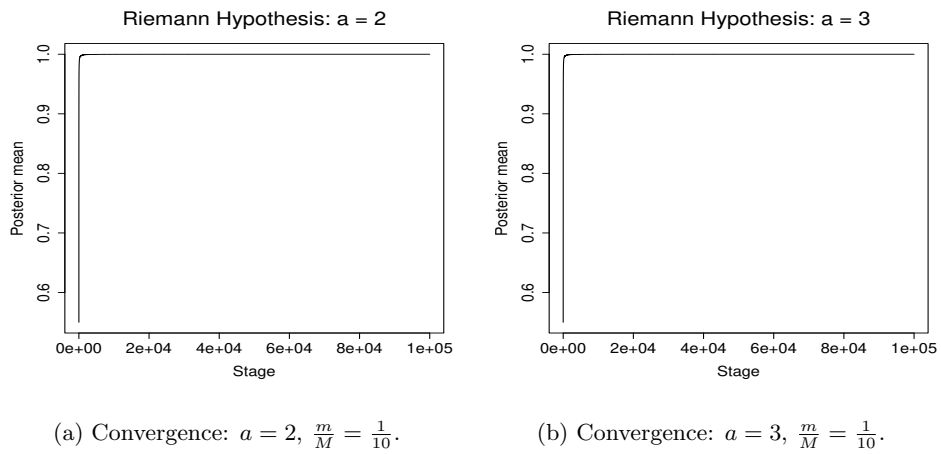 Riemann Hypothesis: a = 2
Posterior mean
1.0
0.9
0.8
0.7
0.6
0e+00 2e+04 4e+04 6e+04 8e+04 1e+05
Stage
(a) Convergence: a = 2, m/M = 1/10.
Riemann Hypothesis: a = 3
Posterior mean
1.0
0.9
0.8
0.7
0.6
0e+00 2e+04 4e+04 6e+04 8e+04 1e+05
Stage
(b) Convergence: a = 3, m/M = 1/10.